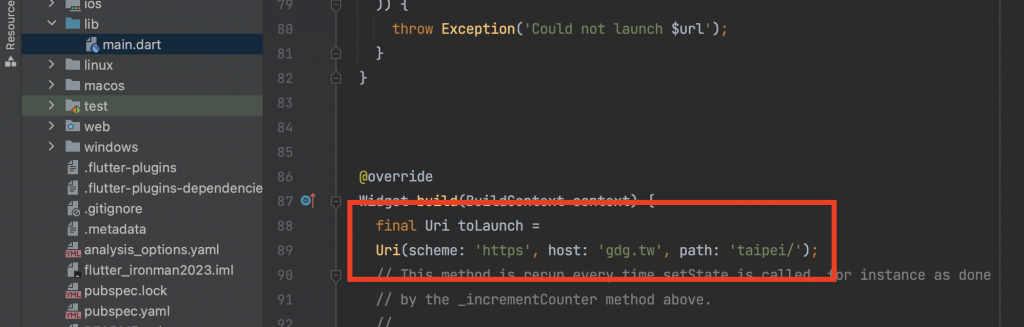 Resource
ios
lib
main.dart
linux
macos
test
web
windows
.flutter-plugins
.flutter-plugins-dependencie
.gitignore
.metadata
analysis_options.yaml
flutter_ironman2023.iml
pubspec.lock
pubspec.yaml
79 )) {
80 throw Exception('Could not launch $url');
81 }
82 }
83
84
85
86 @override
87 Widget build(BuildContext context) {
88 final Uri toLaunch =
89 Uri(scheme: 'https', host: 'gdg.tw', path: 'taipei/');
90 // This method is rerun every time setState is called, for instance as done
91 // by the _incrementCounter method above.
92 //